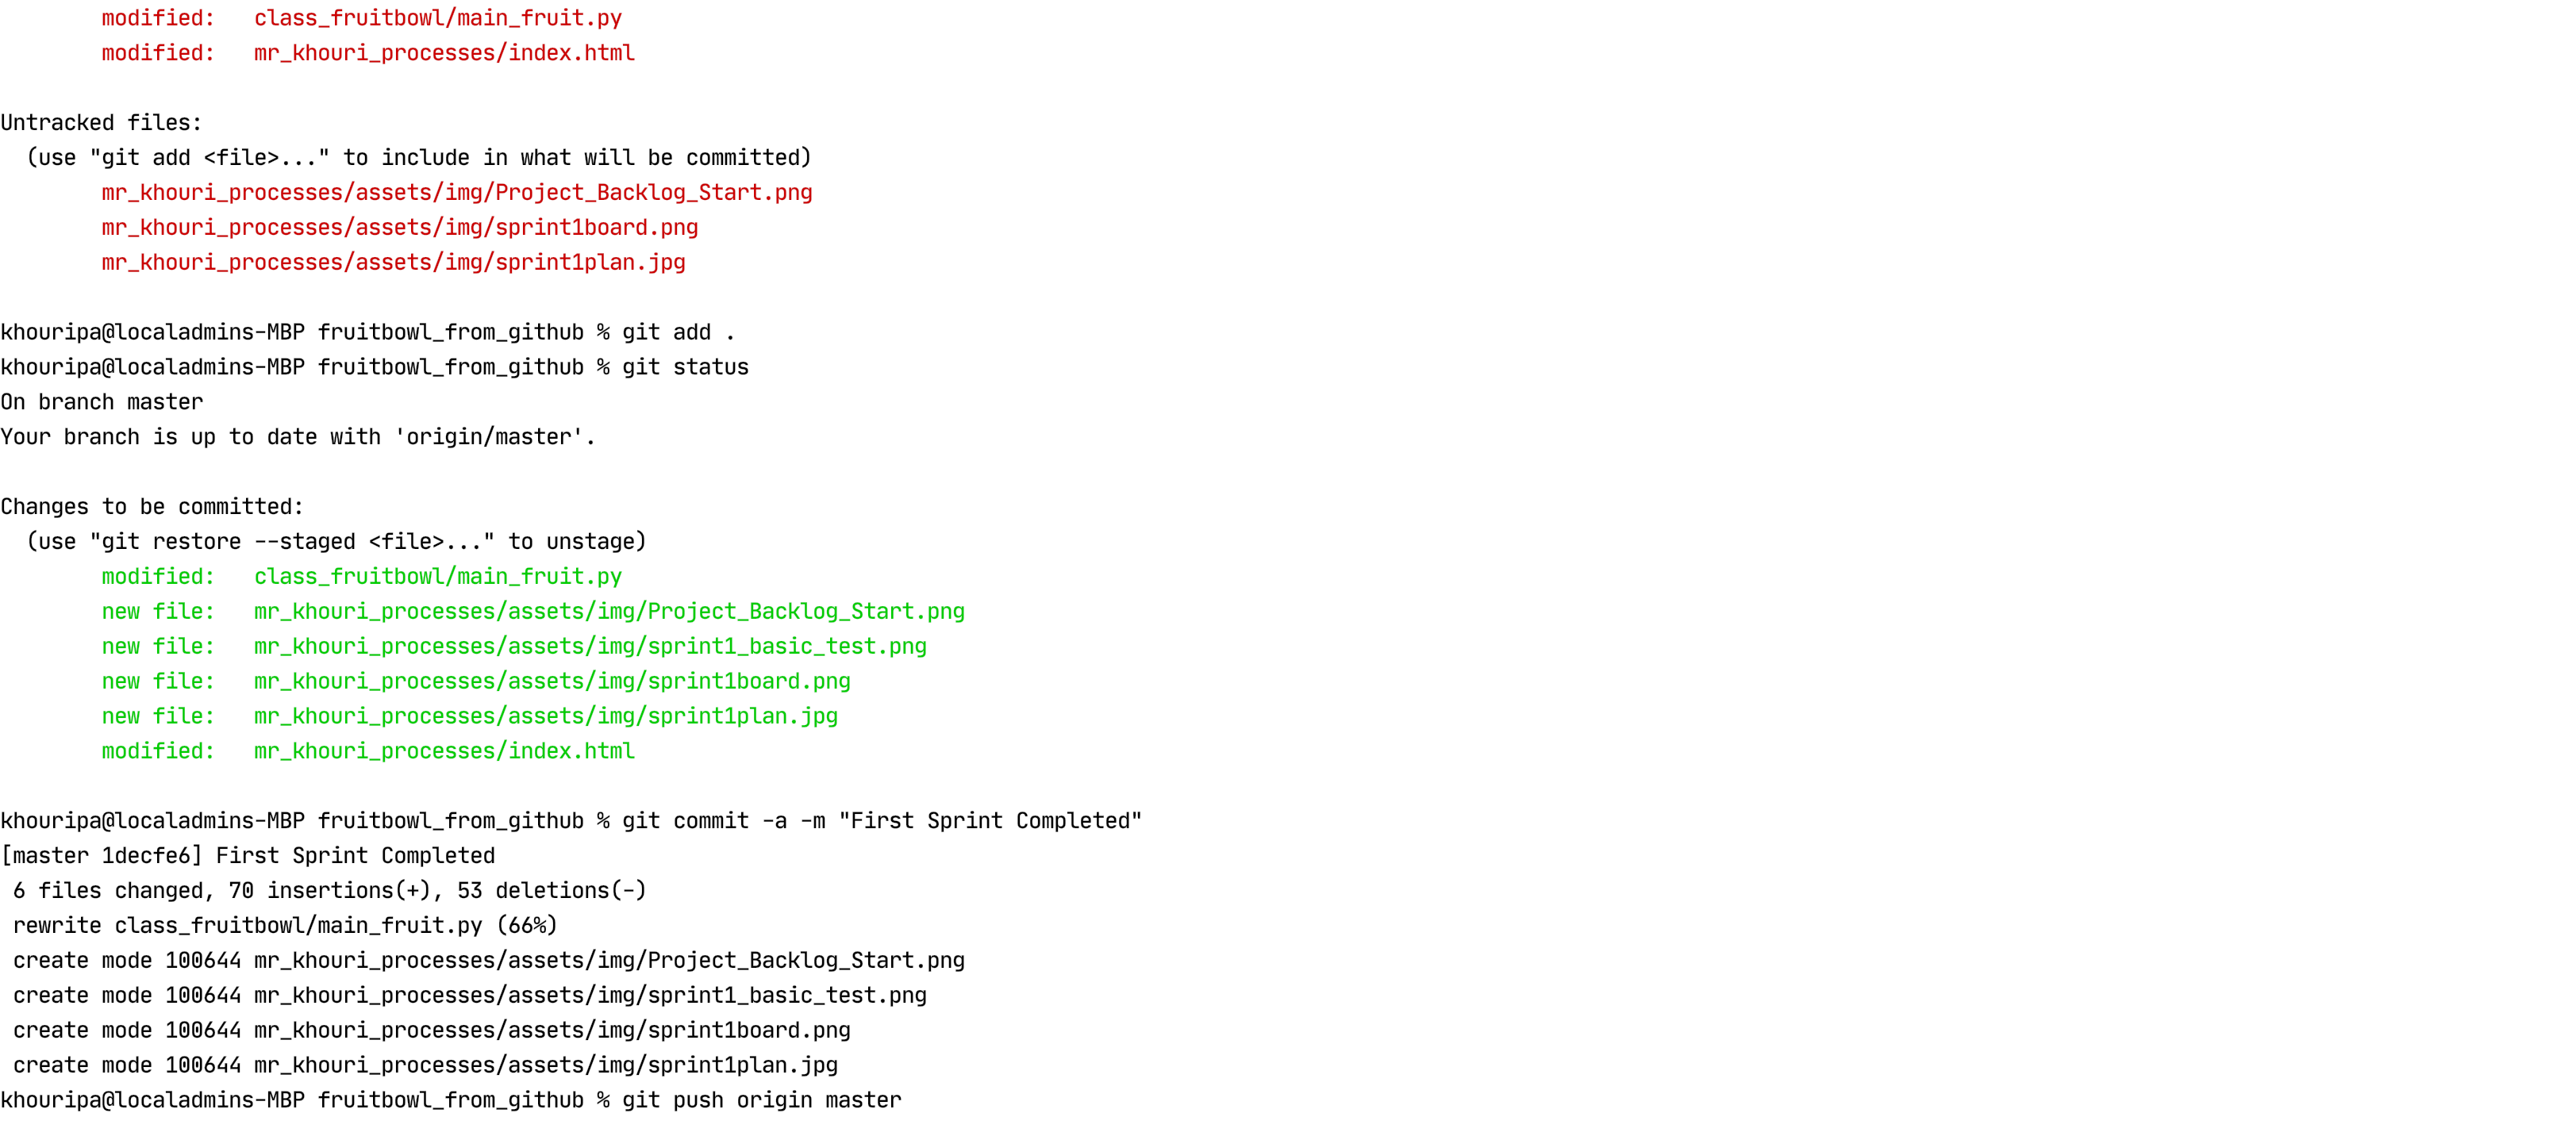 modified:   class_fruitbowl/main_fruit.py
modified:   mr_khouri_processes/index.html
Untracked files:
(use "git add <file>..." to include in what will be committed)
mr_khouri_processes/assets/img/Project_Backlog_Start.png
mr_khouri_processes/assets/img/sprint1board.png
mr_khouri_processes/assets/img/sprint1plan.jpg
khouripa@localadmins-MBP fruitbowl_from_github % git add .
khouripa@localadmins-MBP fruitbowl_from_github % git status
On branch master
Your branch is up to date with 'origin/master'.
Changes to be committed:
(use "git restore --staged <file>..." to unstage)
modified:   class_fruitbowl/main_fruit.py
new file:   mr_khouri_processes/assets/img/Project_Backlog_Start.png
new file:   mr_khouri_processes/assets/img/sprint1_basic_test.png
new file:   mr_khouri_processes/assets/img/sprint1board.png
new file:   mr_khouri_processes/assets/img/sprint1plan.jpg
modified:   mr_khouri_processes/index.html
khouripa@localadmins-MBP fruitbowl_from_github % git commit -a -m "First Sprint Completed"
[master 1decfe6] First Sprint Completed
6 files changed, 70 insertions(+), 53 deletions(-)
rewrite class_fruitbowl/main_fruit.py (66%)
create mode 100644 mr_khouri_processes/assets/img/Project_Backlog_Start.png
create mode 100644 mr_khouri_processes/assets/img/sprint1_basic_test.png
create mode 100644 mr_khouri_processes/assets/img/sprint1board.png
create mode 100644 mr_khouri_processes/assets/img/sprint1plan.jpg
khouripa@localadmins-MBP fruitbowl_from_github % git push origin master